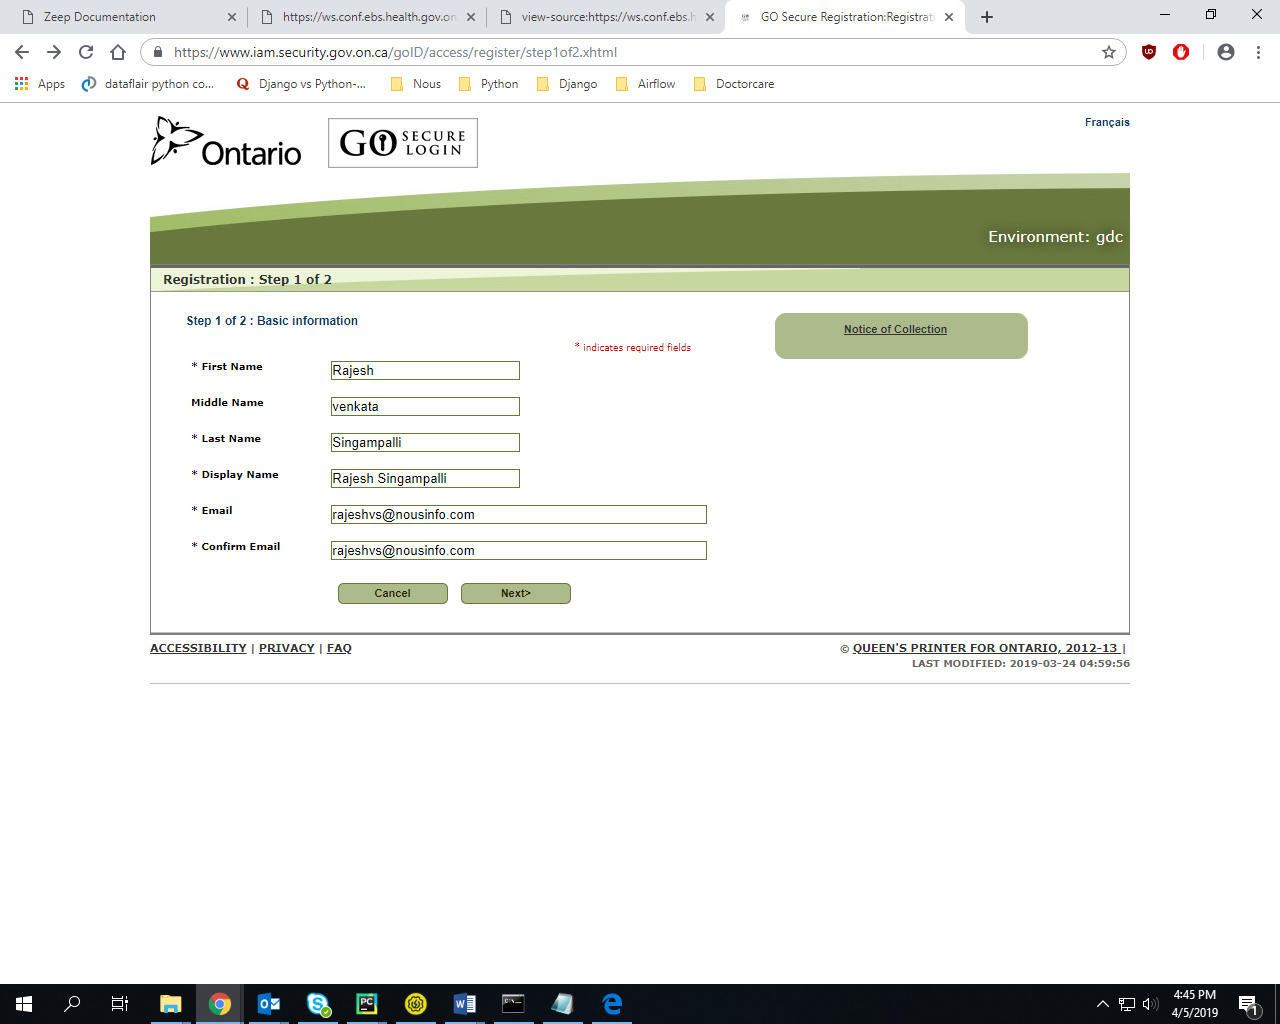 Zeep Documentation
https://ws.conf.ebs.health.gov.on
view-source:https://ws.conf.ebs.h
GO Secure Registration:Registrati
https://www.iam.security.gov.on.ca/goID/access/register/step1of2.xhtml
Apps
dataflair python co...
Django vs Python-...
Nous
Python
Django
Airflow
Doctorcare
Ontario
GO SECURE LOGIN
Français
Environment: gdc
Registration : Step 1 of 2
Step 1 of 2 : Basic information
Notice of Collection
* indicates required fields
* First Name Rajesh
Middle Name venkata
* Last Name Singampalli
* Display Name Rajesh Singampalli
* Email rajeshvs@nousinfo.com
* Confirm Email rajeshvs@nousinfo.com
Cancel Next>
ACCESSIBILITY | PRIVACY | FAQ
© QUEEN'S PRINTER FOR ONTARIO, 2012-13 |
LAST MODIFIED: 2019-03-24 04:59:56
4:45 PM
4/5/2019
1